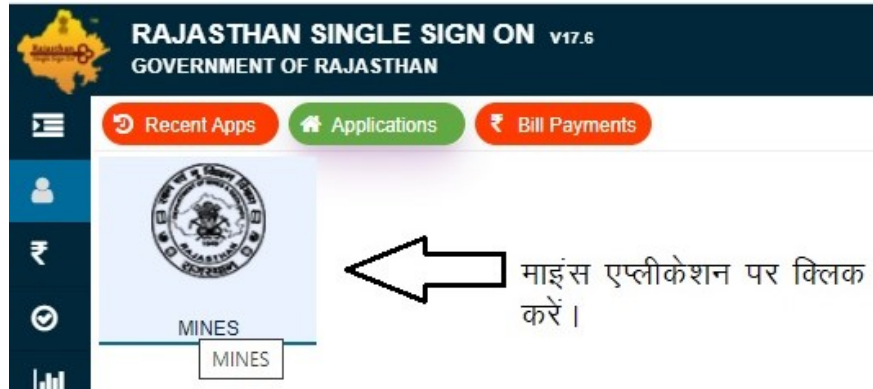 RAJASTHAN SINGLE SIGN ON V17.6
GOVERNMENT OF RAJASTHAN
Recent Apps
Applications
₹ Bill Payments
₹
राजस्थान
MINES
MINES
माइंस एप्लीकेशन पर क्लिक
करें ।